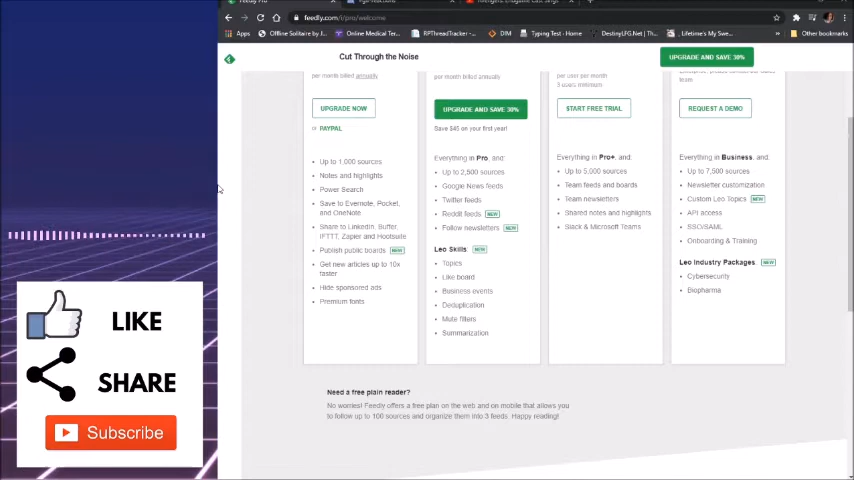 Feedly Pro
feedly.com/i/pro/welcome
Apps
Offline Solitaire by J...
Online Medical Ter...
RPThreadTracker -...
DIM
Typing Test - Home
DestinyLFG.Net | Th...
, Lifetime's My Swe...
»
Other bookmarks
Cut Through the Noise
UPGRADE AND SAVE 30%
per month billed annually
UPGRADE NOW
or PAYPAL
Up to 1,000 sources
Notes and highlights
Power Search
Save to Evernote, Pocket,
and OneNote
Share to LinkedIn, Buffer,
IFTTT, Zapier and Hootsuite
Publish public boards NEW
Get new articles up to 10x
faster
Hide sponsored ads
Premium fonts
per month billed annually
UPGRADE AND SAVE 30%
Save $45 on your first year!
Everything in Pro, and:
Up to 2,500 sources
Google News feeds
Twitter feeds
Reddit feeds NEW
Follow newsletters NEW
Leo Skills NEW
Topics
Like board
Business events
Deduplication
Mute filters
Summarization
per user per month
3 users minimum
START FREE TRIAL
Everything in Pro+, and:
Up to 5,000 sources
Team feeds and boards
Team newsletters
Shared notes and highlights
Slack & Microsoft Teams
team
REQUEST A DEMO
Everything in Business, and:
Up to 7,500 sources
Newsletter customization
Custom Leo Topics NEW
API access
SSO/SAML
Onboarding & Training
Leo Industry Packages NEW
Cybersecurity
Biopharma
Need a free plain reader?
No worries! Feedly offers a free plan on the web and on mobile that allows you
to follow up to 100 sources and organize them into 3 feeds. Happy reading!
LIKE
SHARE
Subscribe